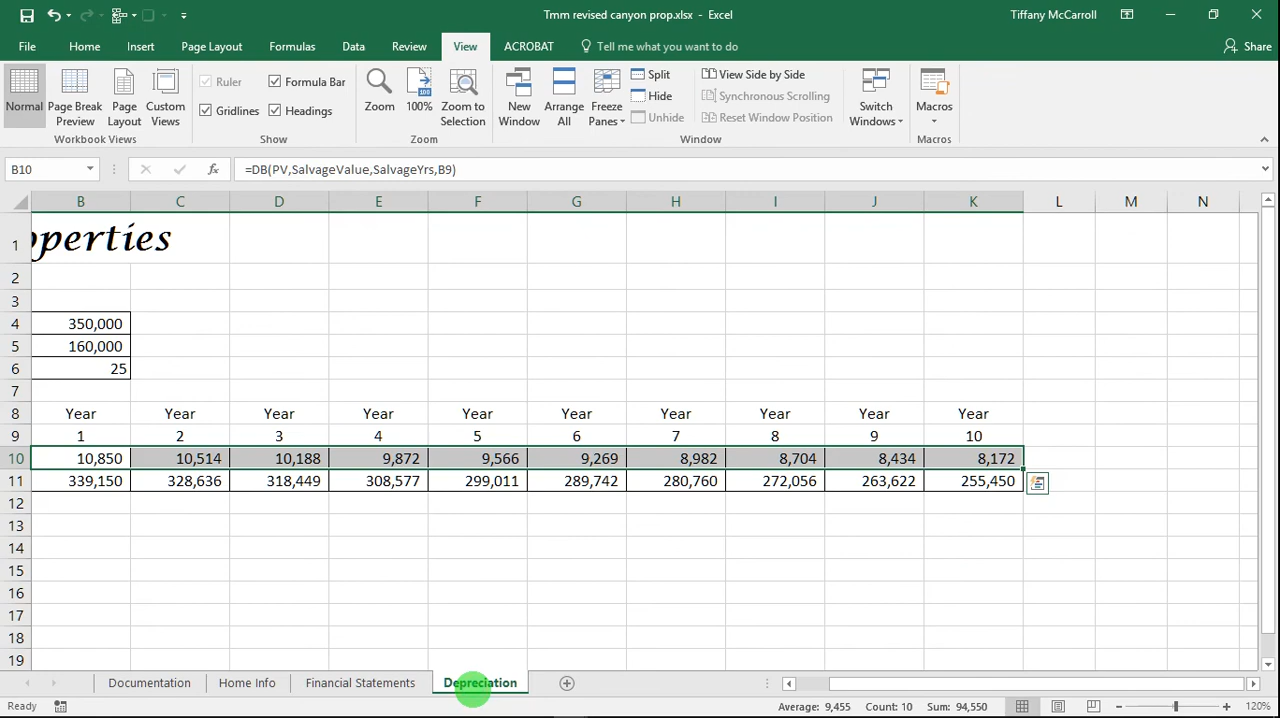 Tmm revised canyon prop.xlsx - Excel
Tiffany McCarroll
File Home Insert Page Layout Formulas Data Review View ACROBAT Tell me what you want to do Share
Normal
Page Break Preview
Page Layout
Custom Views
Workbook Views
Ruler
Formula Bar
Gridlines
Headings
Show
Zoom
100%
Zoom to Selection
Zoom
New Window
Arrange All
Freeze Panes
Split
Hide
Unhide
View Side by Side
Synchronous Scrolling
Reset Window Position
Switch Windows
Window
Macros
Macros
B10 fx =DB(PV,SalvageValue,SalvageYrs,B9)
B C D E F G H I J K L M N
1 operties
2
3
4 350,000
5 160,000
6 25
7
8 Year Year Year Year Year Year Year Year Year Year
9 1 2 3 4 5 6 7 8 9 10
10 10,850 10,514 10,188 9,872 9,566 9,269 8,982 8,704 8,434 8,172
11 339,150 328,636 318,449 308,577 299,011 289,742 280,760 272,056 263,622 255,450
12
13
14
15
16
17
18
19
Documentation Home Info Financial Statements Depreciation
Ready Average: 9,455 Count: 10 Sum: 94,550 120%